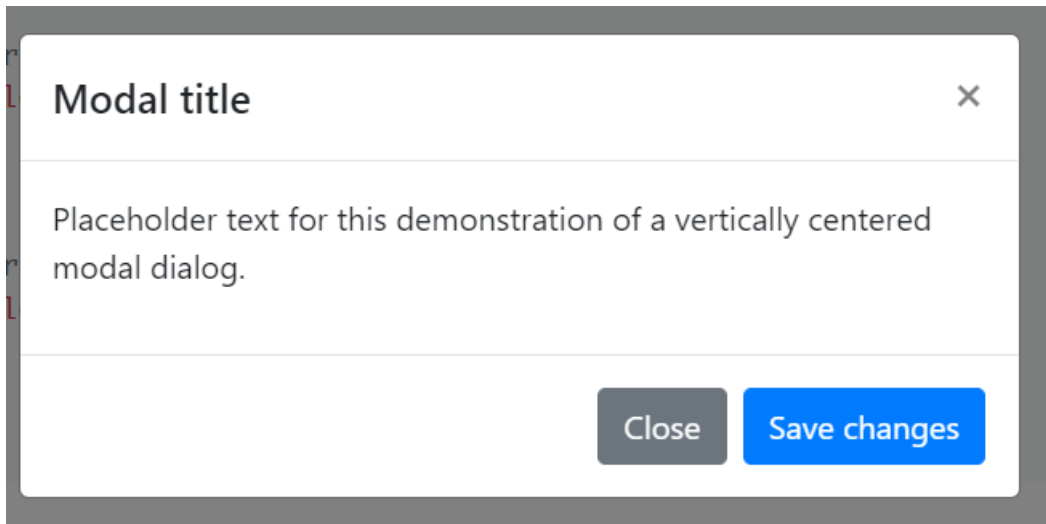 Modal title
×
Placeholder text for this demonstration of a vertically centered
modal dialog.
Close Save changes